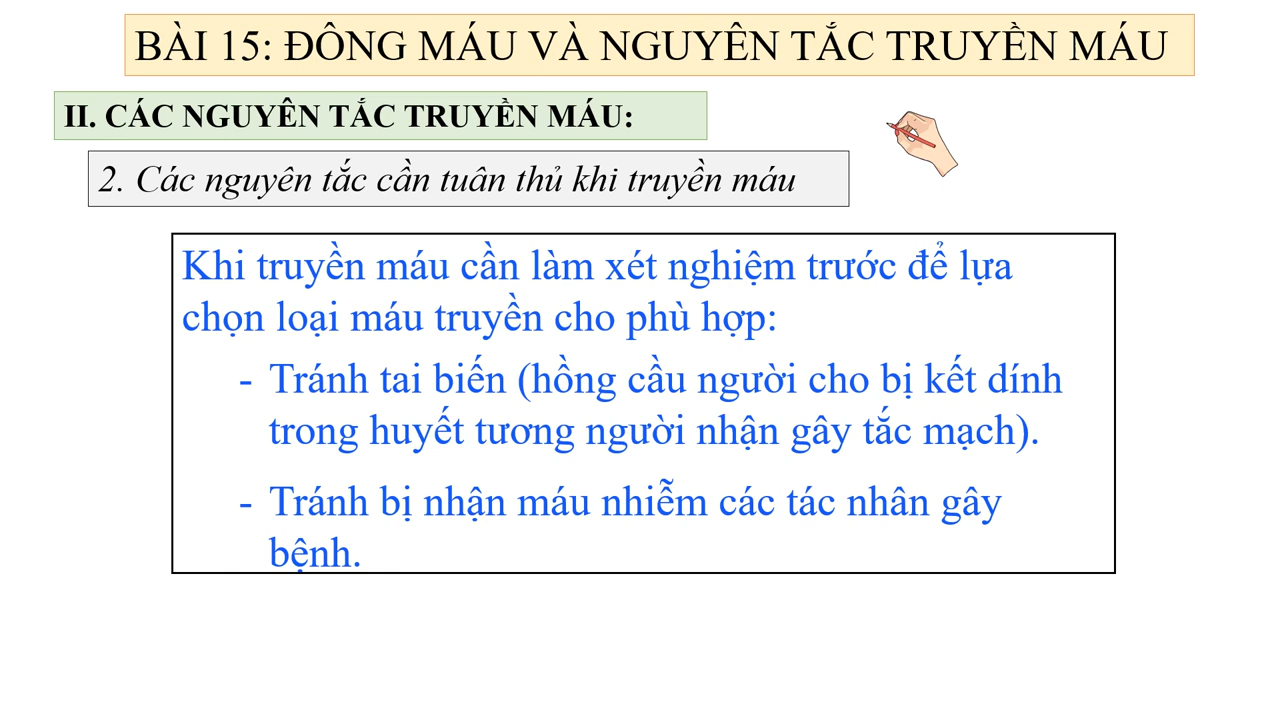 BÀI 15: ĐÔNG MÁU VÀ NGUYÊN TẮC TRUYỀN MÁU
II. CÁC NGUYÊN TẮC TRUYỀN MÁU:
2. Các nguyên tắc cần tuân thủ khi truyền máu
Khi truyền máu cần làm xét nghiệm trước để lựa
chọn loại máu truyền cho phù hợp:
- Tránh tai biến (hồng cầu người cho bị kết dính
trong huyết tương người nhận gây tắc mạch).
- Tránh bị nhận máu nhiễm các tác nhân gây
bệnh.